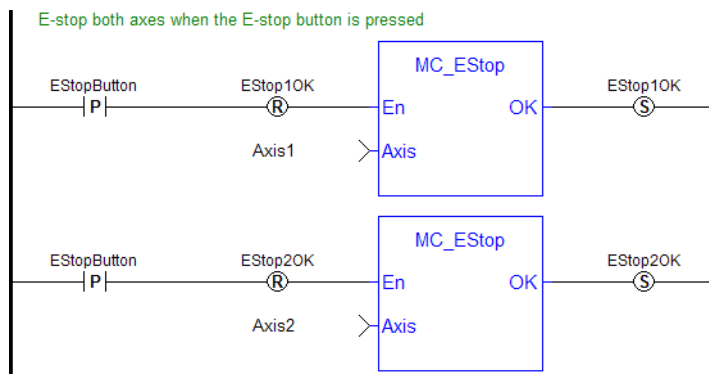 E-stop both axes when the E-stop button is pressed
MC_EStop
EStopButton EStop1OK EStop1OK
P R En OK S
Axis1 Axis
MC_EStop
EStopButton EStop2OK EStop2OK
P R En OK S
Axis2 Axis